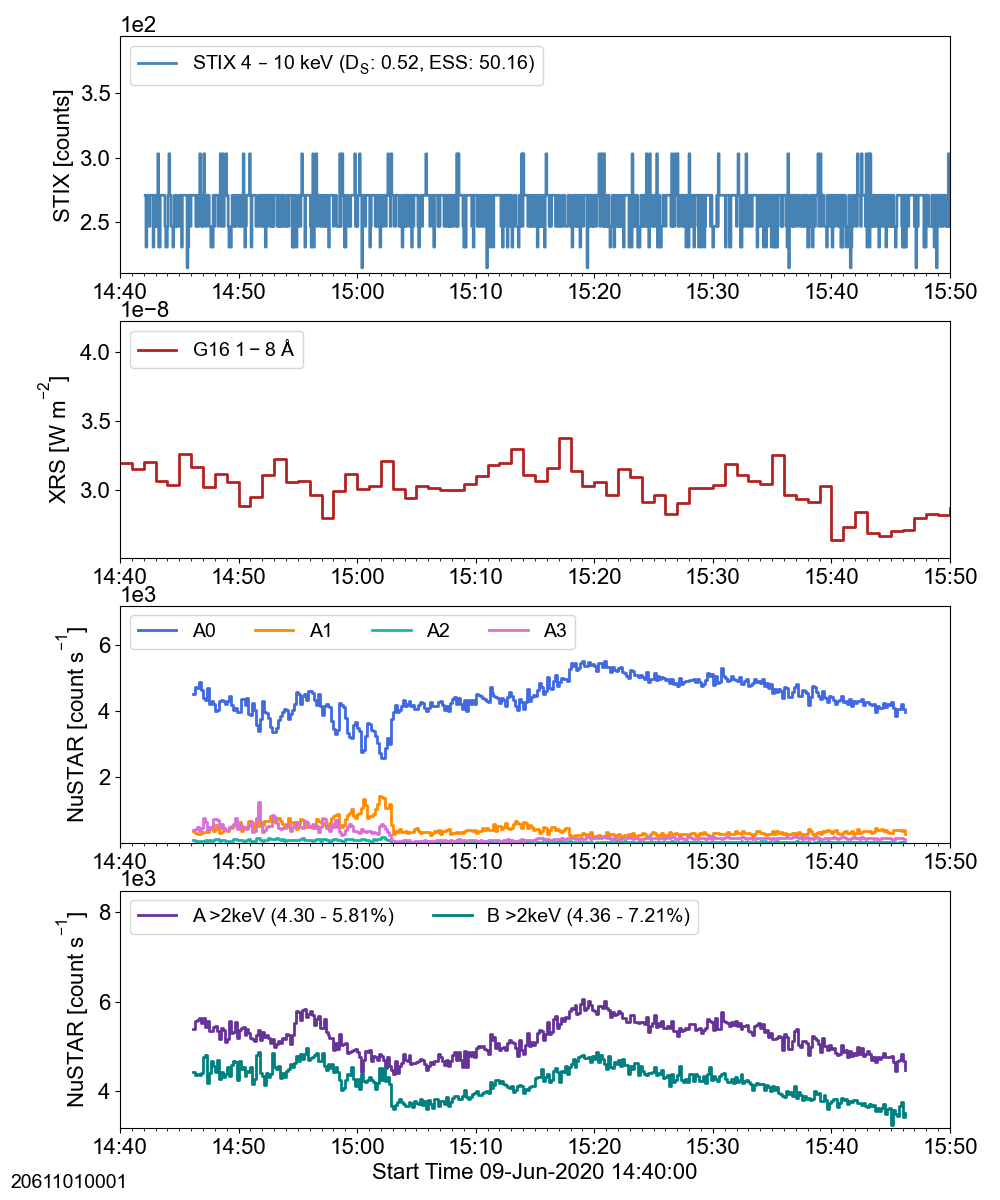 1e2
STIX 4 – 10 keV (D_S: 0.52, ESS: 50.16)
STIX [counts]
3.5
3.0
2.5
14:40 14:50 15:00 15:10 15:20 15:30 15:40 15:50
1e−8
G16 1 – 8 Å
XRS [W m⁻²]
4.0
3.5
3.0
14:40 14:50 15:00 15:10 15:20 15:30 15:40 15:50
1e3
A0 A1 A2 A3
NuSTAR [count s⁻¹]
6
4
2
14:40 14:50 15:00 15:10 15:20 15:30 15:40 15:50
1e3
A >2keV (4.30 - 5.81%) B >2keV (4.36 - 7.21%)
NuSTAR [count s⁻¹]
8
6
4
14:40 14:50 15:00 15:10 15:20 15:30 15:40 15:50
Start Time 09-Jun-2020 14:40:00
20611010001